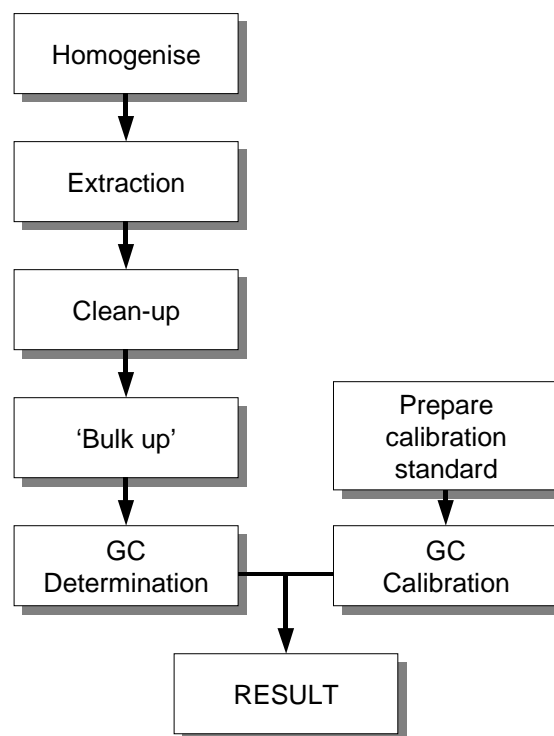 Homogenise
Extraction
Clean-up
‘Bulk up’
Prepare
calibration
standard
GC
Determination
GC
Calibration
RESULT